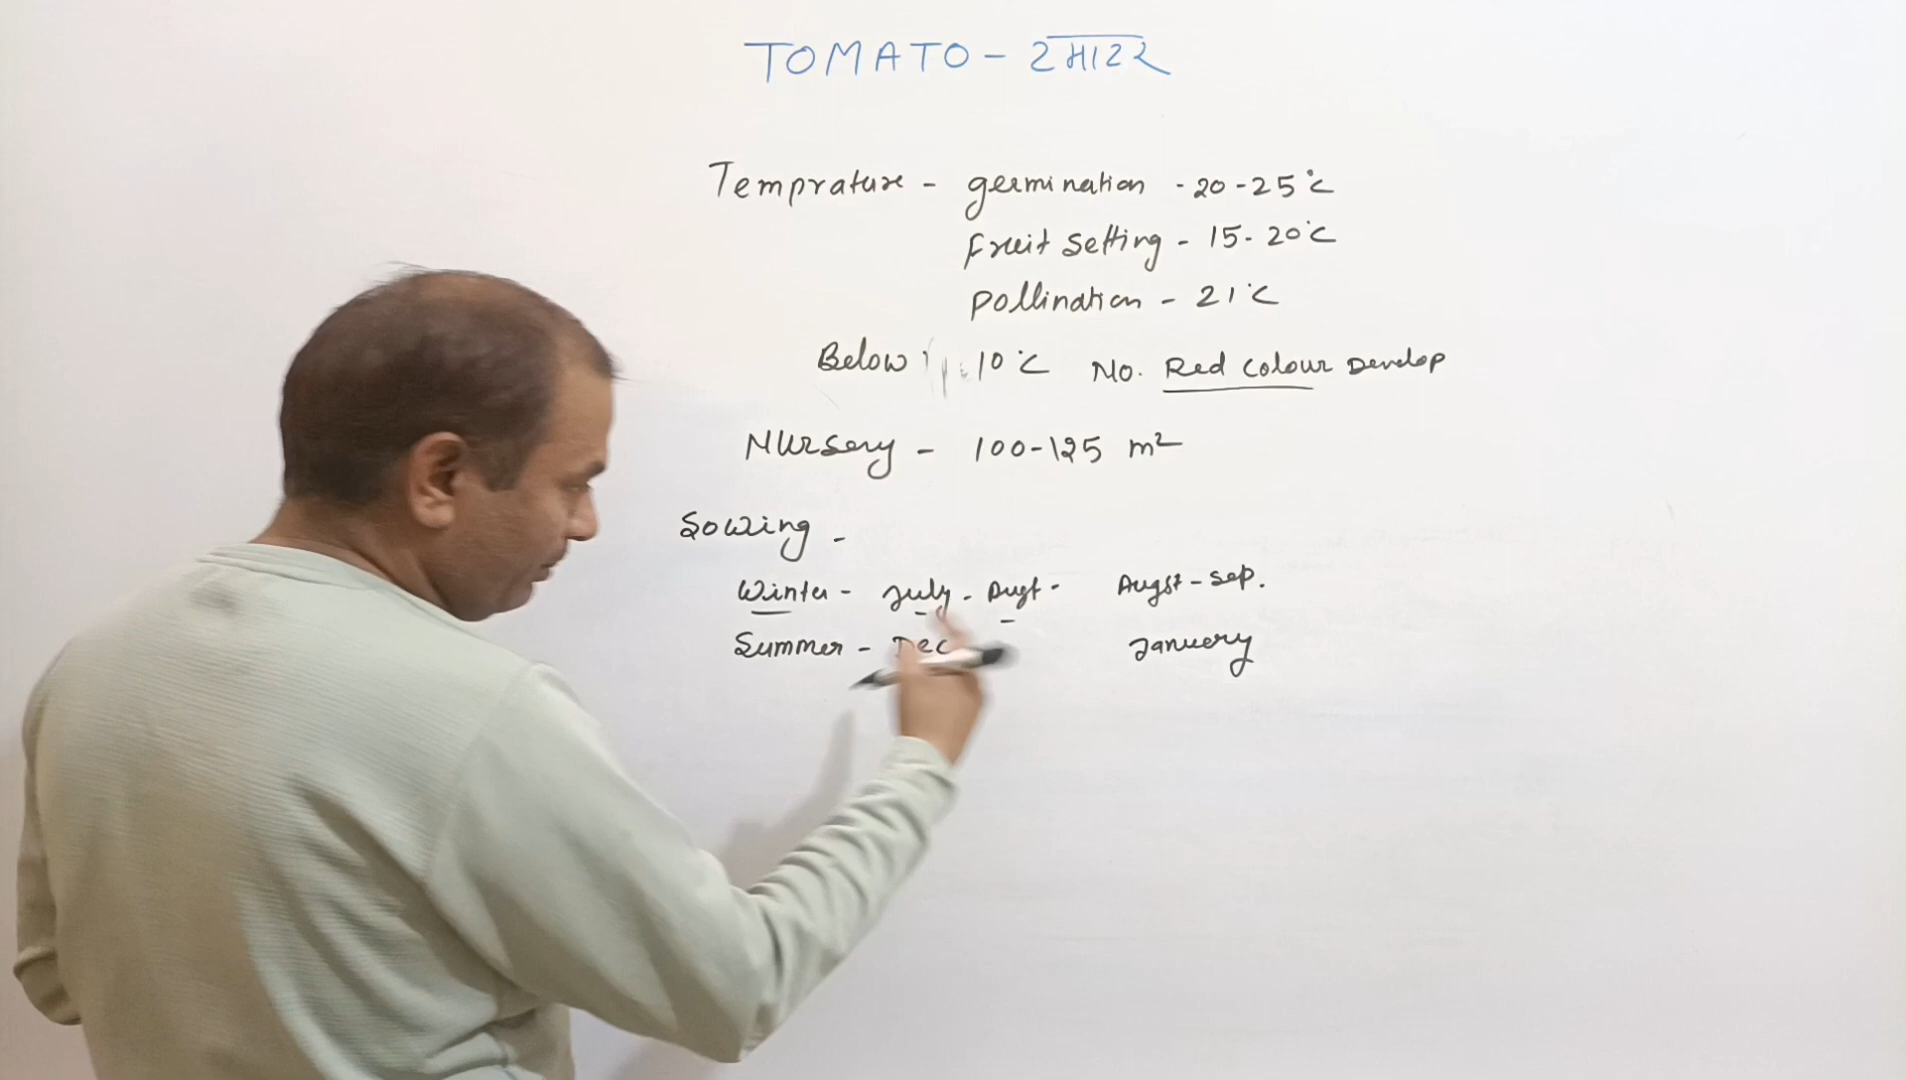 TOMATO - टमाटर
Temprature - germination - 20-25°C
Fruit Setting - 15-20°C
Pollination - 21°C
Below 10°C No. Red Colour Develop
Nursery - 100-125 m²
Sowing -
Winter - July - Augt - Augst - Sep.
Summer - Dec January